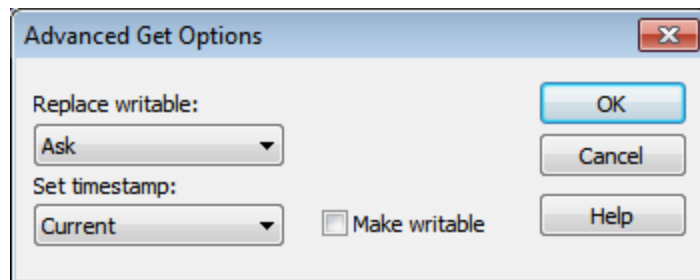 Advanced Get Options
Replace writable:
OK
Ask
Cancel
Set timestamp:
Current
Make writable
Help